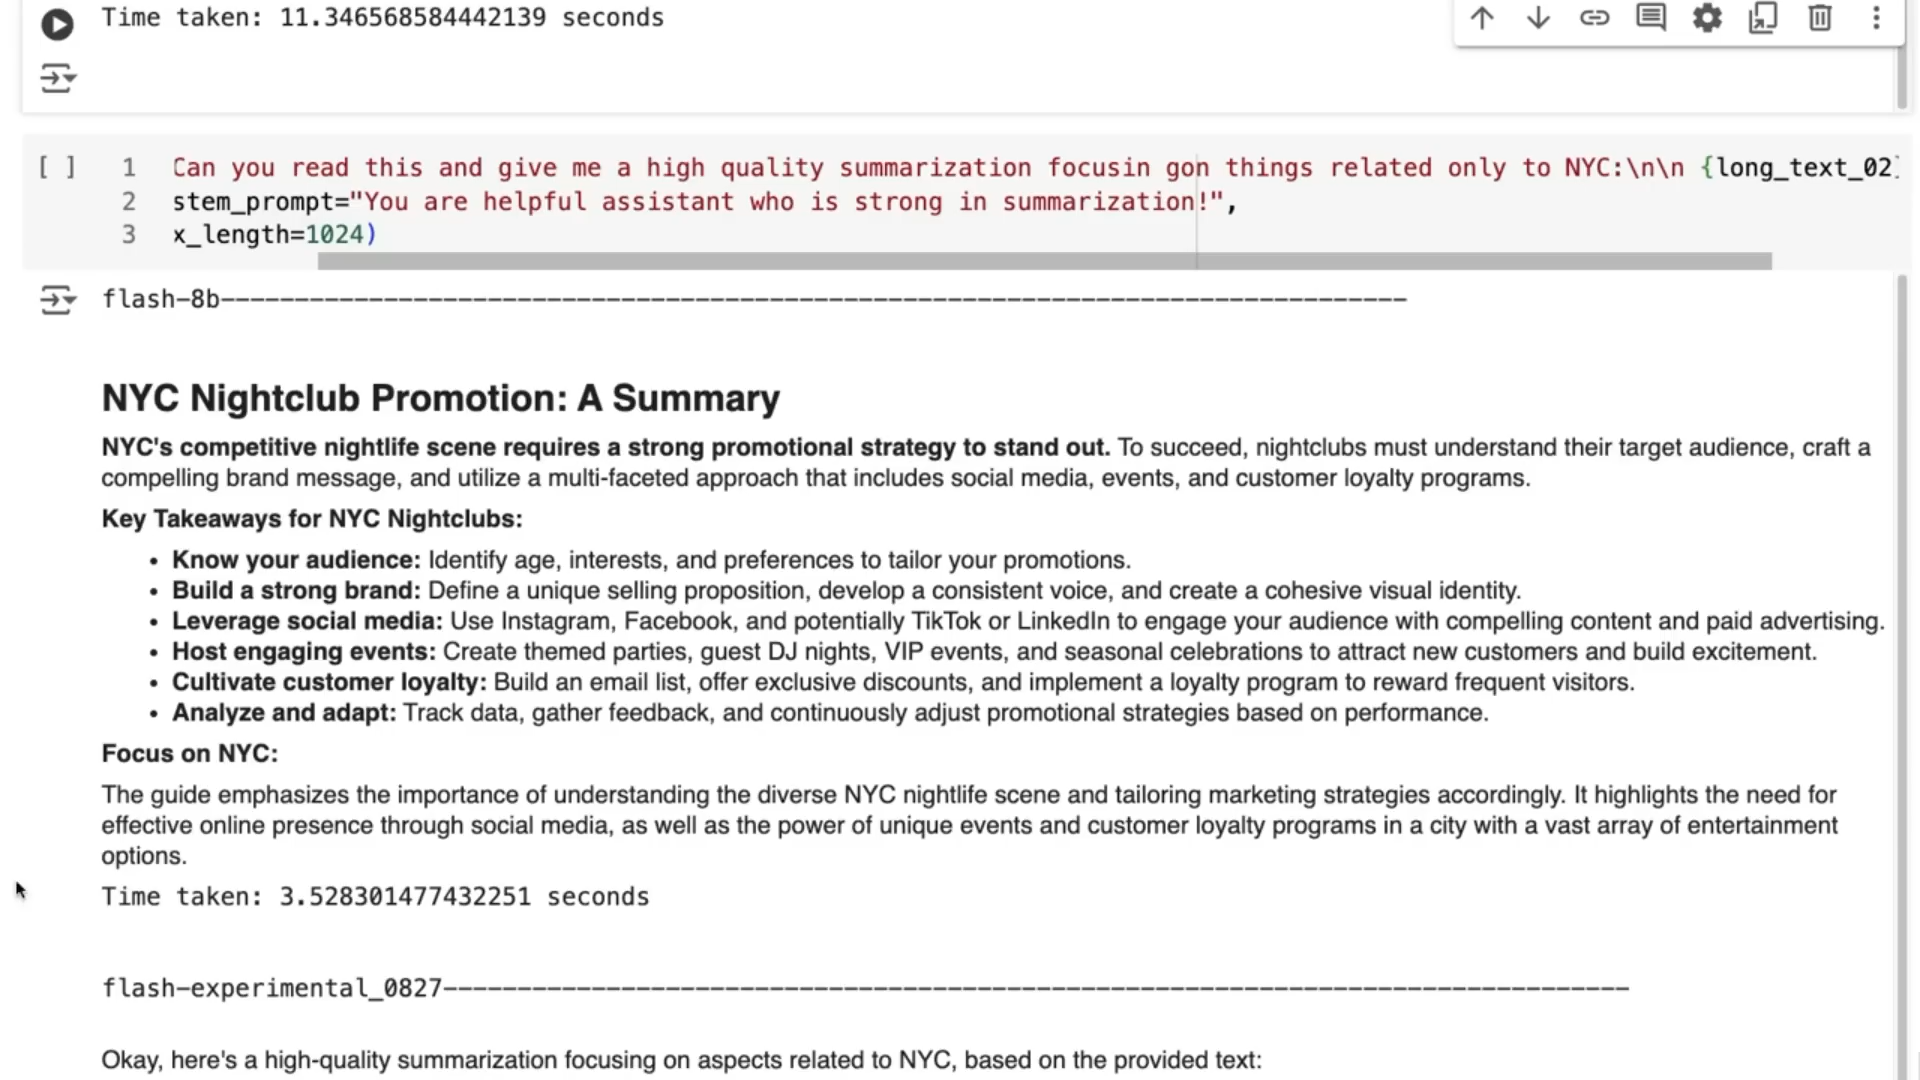 Time taken: 11.346568584442139 seconds
[ ] 1 Can you read this and give me a high quality summarization focusin gon things related only to NYC:\n\n {long_text_02}
2 stem_prompt="You are helpful assistant who is strong in summarization!",
3 x_length=1024)
flash-8b--------------------------------------------------------------------------------
NYC Nightclub Promotion: A Summary
NYC's competitive nightlife scene requires a strong promotional strategy to stand out. To succeed, nightclubs must understand their target audience, craft a
compelling brand message, and utilize a multi-faceted approach that includes social media, events, and customer loyalty programs.
Key Takeaways for NYC Nightclubs:
• Know your audience: Identify age, interests, and preferences to tailor your promotions.
• Build a strong brand: Define a unique selling proposition, develop a consistent voice, and create a cohesive visual identity.
• Leverage social media: Use Instagram, Facebook, and potentially TikTok or LinkedIn to engage your audience with compelling content and paid advertising.
• Host engaging events: Create themed parties, guest DJ nights, VIP events, and seasonal celebrations to attract new customers and build excitement.
• Cultivate customer loyalty: Build an email list, offer exclusive discounts, and implement a loyalty program to reward frequent visitors.
• Analyze and adapt: Track data, gather feedback, and continuously adjust promotional strategies based on performance.
Focus on NYC:
The guide emphasizes the importance of understanding the diverse NYC nightlife scene and tailoring marketing strategies accordingly. It highlights the need for
effective online presence through social media, as well as the power of unique events and customer loyalty programs in a city with a vast array of entertainment
options.
Time taken: 3.528301477432251 seconds
flash-experimental_0827--------------------------------------------------------------------------------
Okay, here's a high-quality summarization focusing on aspects related to NYC, based on the provided text: